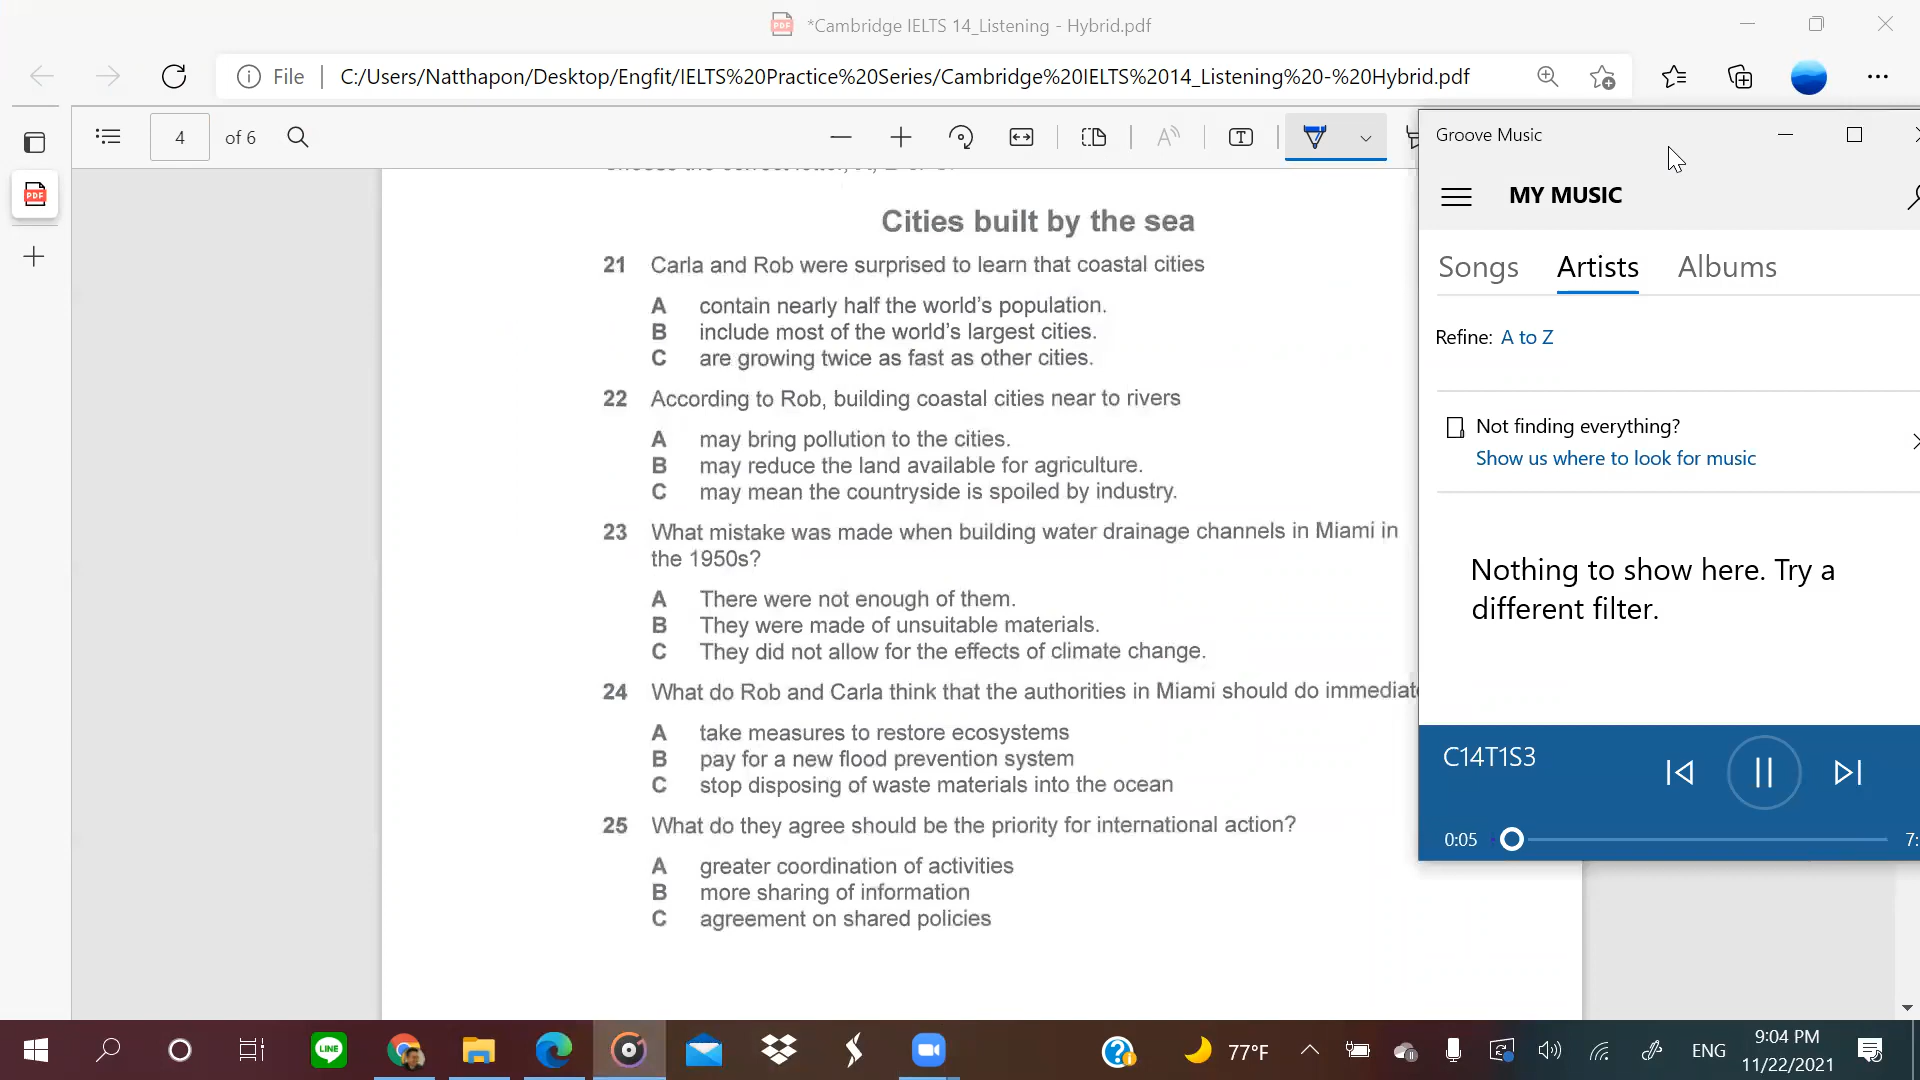 *Cambridge IELTS 14_Listening - Hybrid.pdf
File
C:/Users/Natthapon/Desktop/Engfit/IELTS%20Practice%20Series/Cambridge%20IELTS%2014_Listening%20-%20Hybrid.pdf
4 of 6
Cities built by the sea
21 Carla and Rob were surprised to learn that coastal cities
A contain nearly half the world's population.
B include most of the world's largest cities.
C are growing twice as fast as other cities.
22 According to Rob, building coastal cities near to rivers
A may bring pollution to the cities.
B may reduce the land available for agriculture.
C may mean the countryside is spoiled by industry.
23 What mistake was made when building water drainage channels in Miami in
the 1950s?
A There were not enough of them.
B They were made of unsuitable materials.
C They did not allow for the effects of climate change.
24 What do Rob and Carla think that the authorities in Miami should do immediat
A take measures to restore ecosystems
B pay for a new flood prevention system
C stop disposing of waste materials into the ocean
25 What do they agree should be the priority for international action?
A greater coordination of activities
B more sharing of information
C agreement on shared policies
Groove Music
MY MUSIC
Songs Artists Albums
Refine: A to Z
Not finding everything?
Show us where to look for music
Nothing to show here. Try a
different filter.
C14T1S3
0:05 7:
LINE
77°F
ENG
9:04 PM
11/22/2021